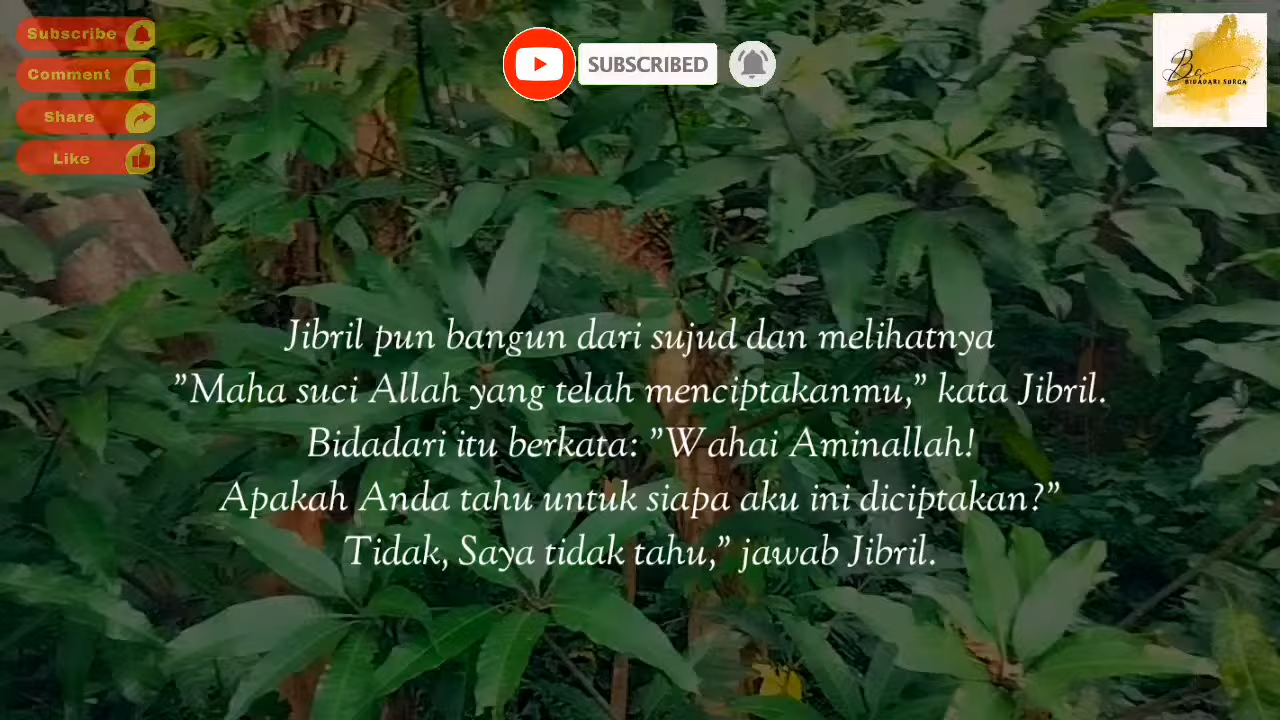 Subscribe
Comment
Share
Like
SUBSCRIBED
BIDADARI SURGA
Jibril pun bangun dari sujud dan melihatnya
”Maha suci Allah yang telah menciptakanmu,” kata Jibril.
Bidadari itu berkata: ”Wahai Aminallah!
Apakah Anda tahu untuk siapa aku ini diciptakan?”
Tidak, Saya tidak tahu,” jawab Jibril.